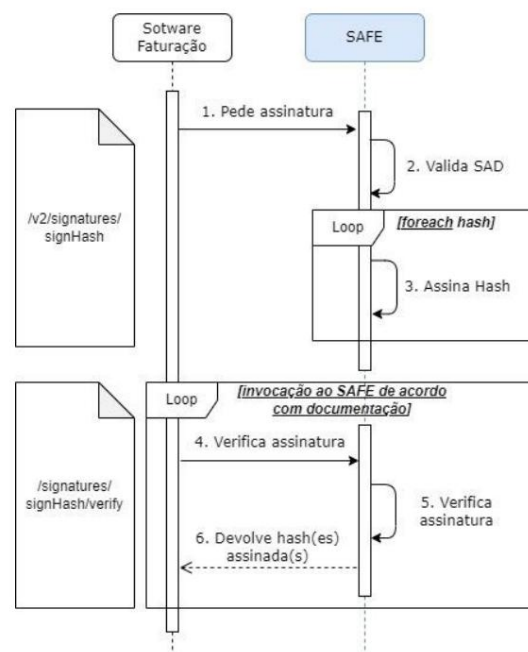 Sotware
Faturação
SAFE
1. Pede assinatura
2. Valida SAD
/v2/signatures/
signHash
Loop
[foreach hash]
3. Assina Hash
Loop
[invocação ao SAFE de acordo
com documentação]
4. Verifica assinatura
/signatures/
signHash/verify
5. Verifica
assinatura
6. Devolve hash(es)
assinada(s)